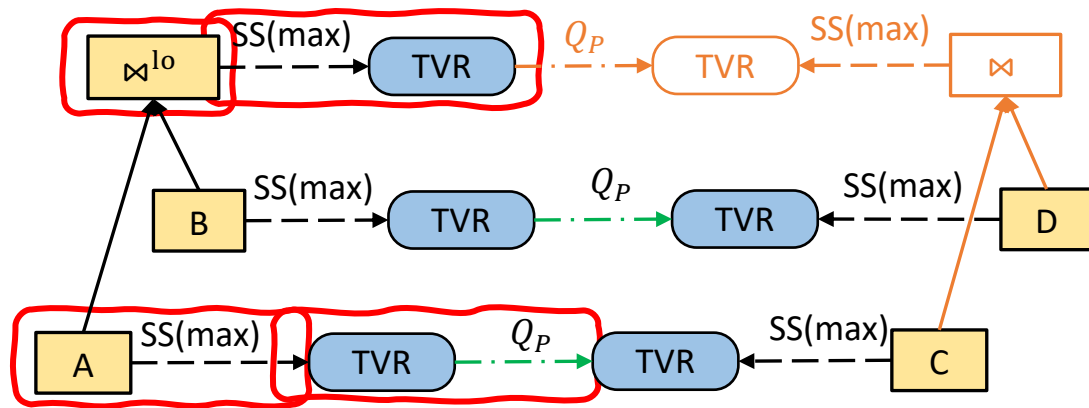 ⋈ˡᵒ SS(max) TVR Q_P TVR SS(max) ⋈
B SS(max) TVR Q_P TVR SS(max) D
A SS(max) TVR Q_P TVR SS(max) C